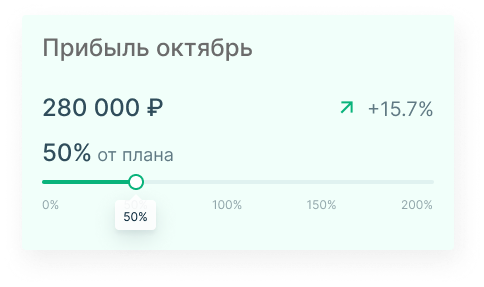 Прибыль октябрь
280 000 ₽ +15.7%
50% от плана
0% 100% 150% 200%
50%